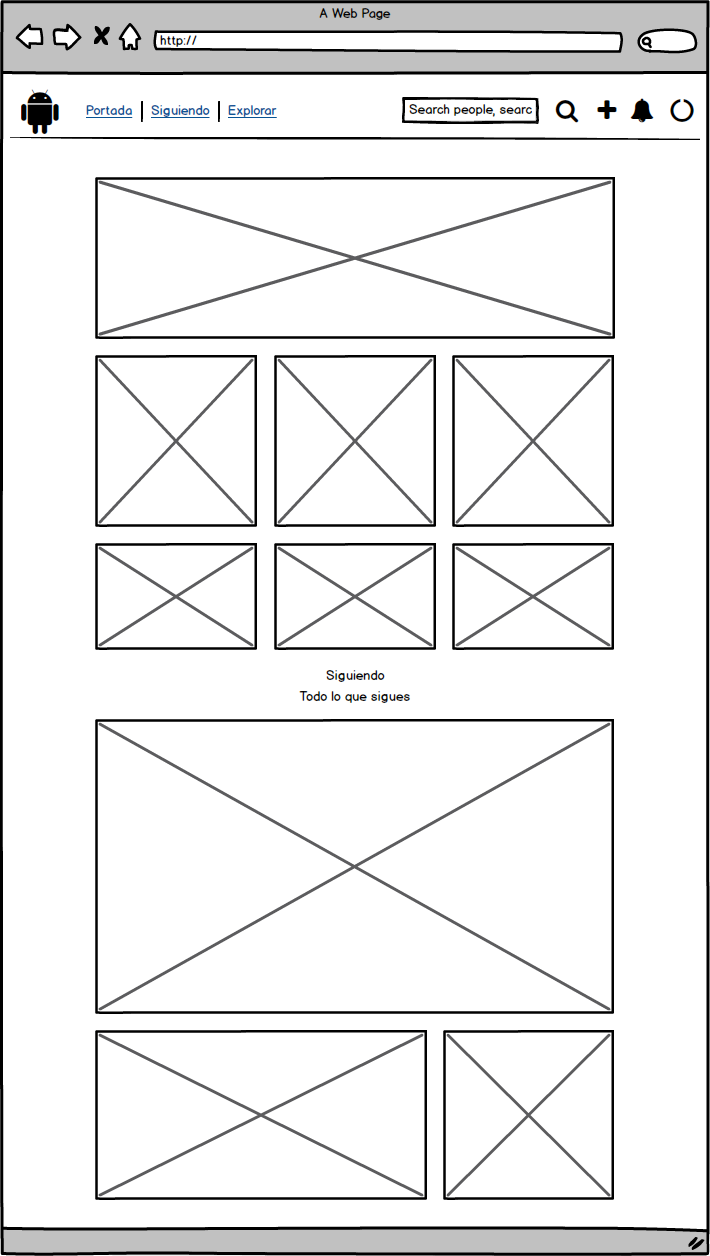 A Web Page
http://
Portada
Siguiendo
Explorar
Search people, searc
Siguiendo
Todo lo que sigues